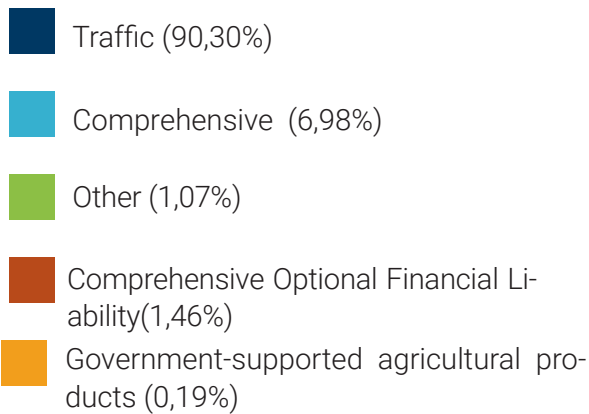 Traffic (90,30%)
Comprehensive (6,98%)
Other (1,07%)
Comprehensive Optional Financial Li-
ability(1,46%)
Government-supported agricultural pro-
ducts (0,19%)